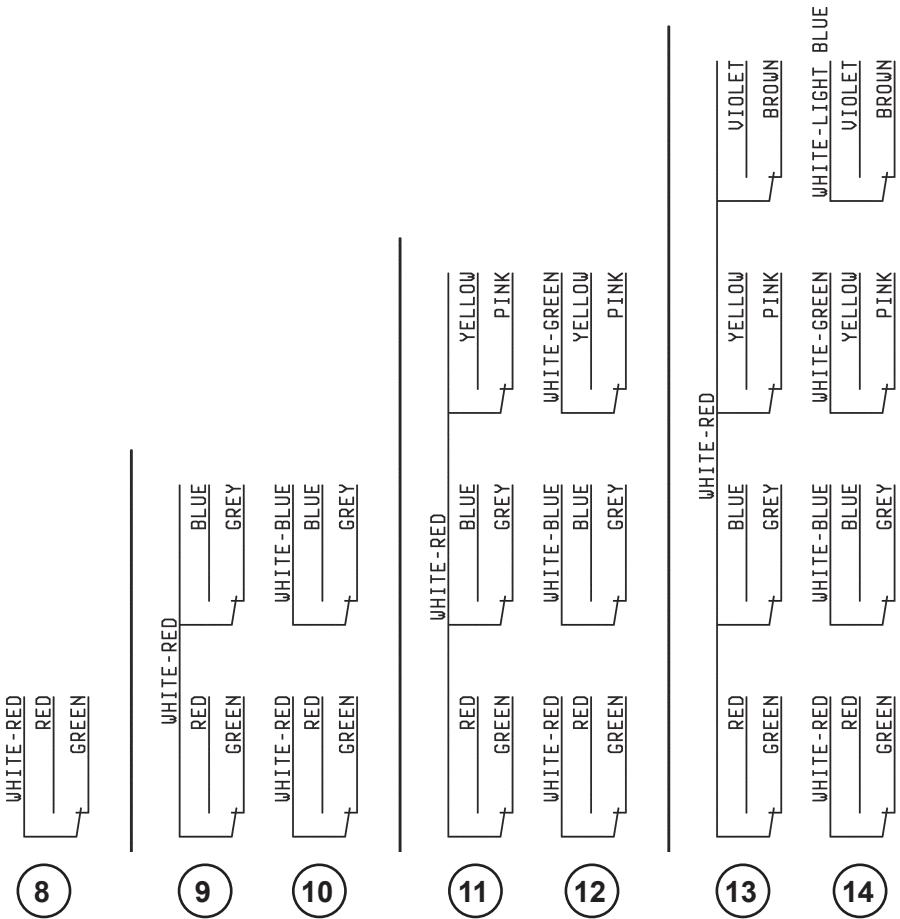 WHITE-RED
RED
GREEN
8
WHITE-RED
BLUE
GREY
RED
GREEN
9
WHITE-BLUE
BLUE
GREY
WHITE-RED
RED
GREEN
10
WHITE-RED
YELLOW
PINK
BLUE
GREY
RED
GREEN
11
WHITE-GREEN
YELLOW
PINK
WHITE-BLUE
BLUE
GREY
WHITE-RED
RED
GREEN
12
WHITE-RED
VIOLET
BROWN
YELLOW
PINK
BLUE
GREY
RED
GREEN
13
WHITE-LIGHT BLUE
VIOLET
BROWN
WHITE-GREEN
YELLOW
PINK
WHITE-BLUE
BLUE
GREY
WHITE-RED
RED
GREEN
14